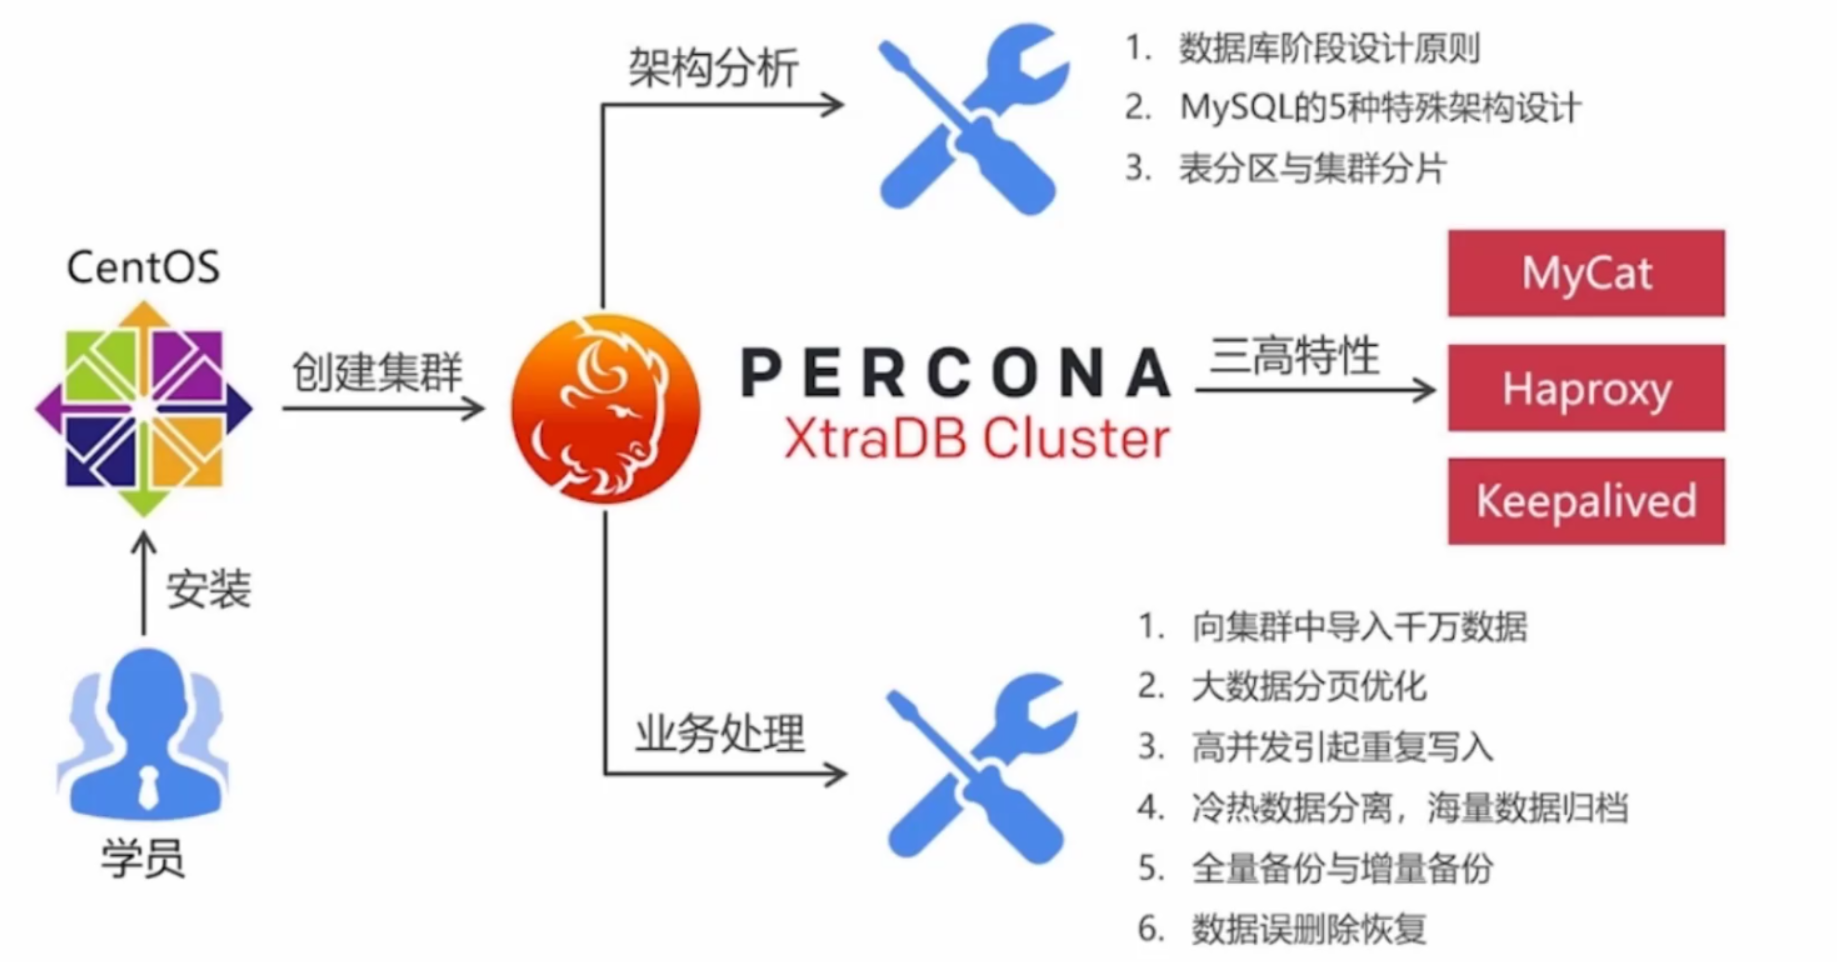 架构分析
1. 数据库阶段设计原则
2. MySQL的5种特殊架构设计
3. 表分区与集群分片
CentOS
创建集群
PERCONA
XtraDB Cluster
三高特性
MyCat
Haproxy
Keepalived
安装
学员
业务处理
1. 向集群中导入千万数据
2. 大数据分页优化
3. 高并发引起重复写入
4. 冷热数据分离，海量数据归档
5. 全量备份与增量备份
6. 数据误删除恢复